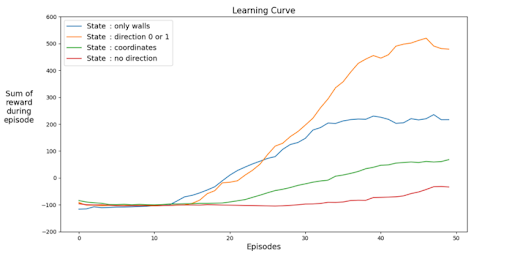 Learning Curve
State : only walls
State : direction 0 or 1
State : coordinates
State : no direction
Sum of
reward
during
episode
600
500
400
300
200
100
0
−100
−200
0
10
20
30
40
50
Episodes